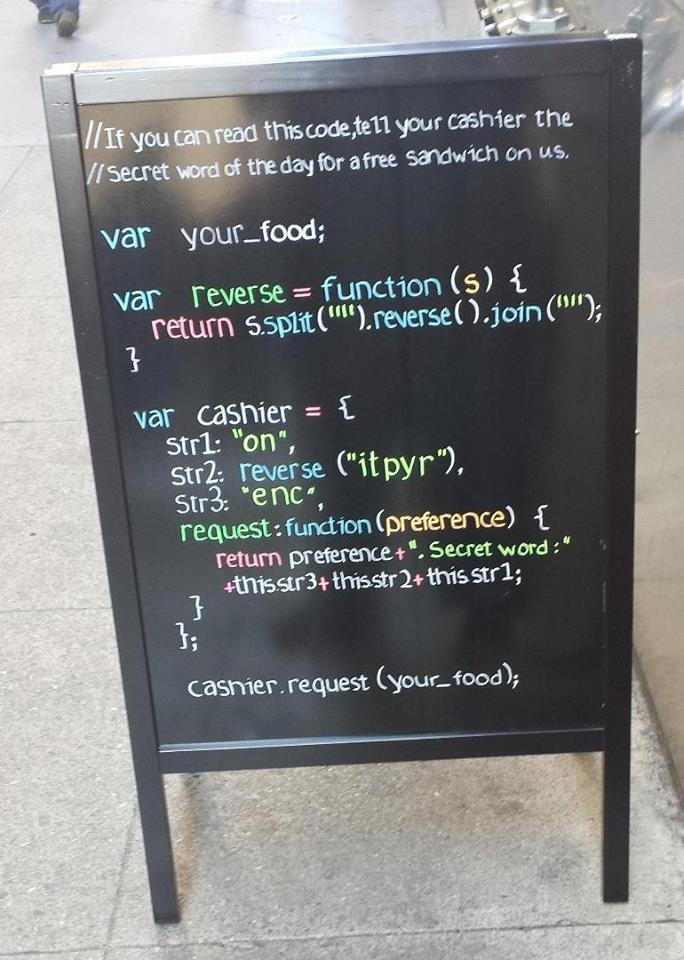 //If you can read this code, tell your cashier the
//Secret word of the day for a free sandwich on us.
var your_food;
var reverse = function (s) {
return s.split("").reverse().join("");
}
var cashier = {
str1: "on",
str2: reverse ("itpyr"),
str3: "enc",
request: function (preference) {
return preference+". Secret word:"
+this.str3+this.str2+this.str1;
}
};
cashier.request (your_food);